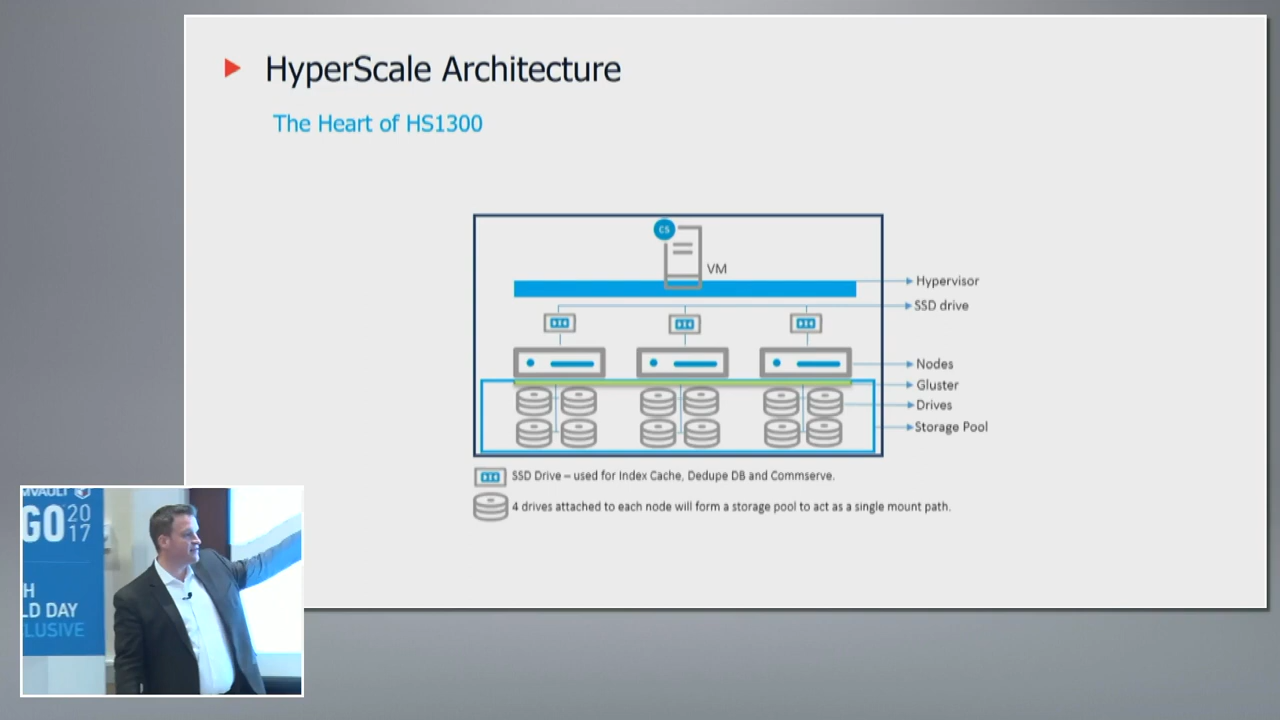 HyperScale Architecture
The Heart of HS1300
CS
VM
Hypervisor
SSD drive
Nodes
Gluster
Drives
Storage Pool
SSD Drive – used for Index Cache, Dedupe DB and Commserve.
4 drives attached to each node will form a storage pool to act as a single mount path.
MVAULT
GO 20
17
H
LD DAY
LUSIVE